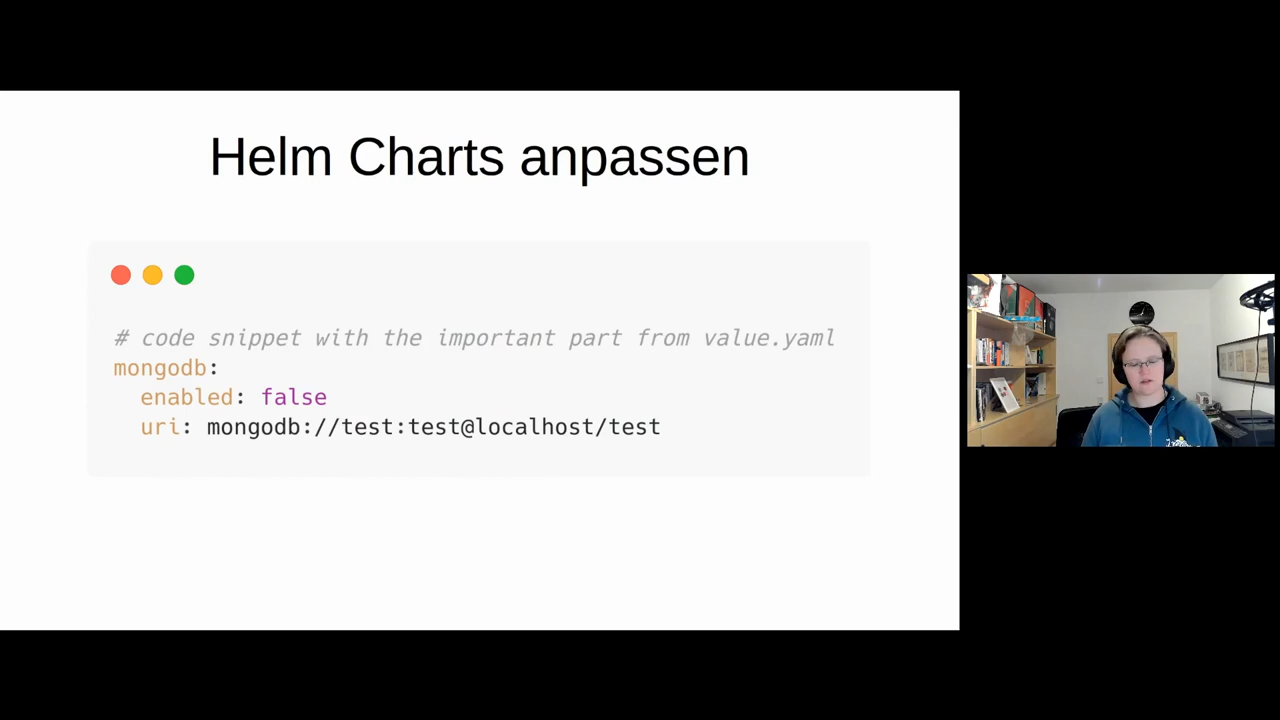 Helm Charts anpassen
# code snippet with the important part from value.yaml
mongodb:
  enabled: false
  uri: mongodb://test:test@localhost/test